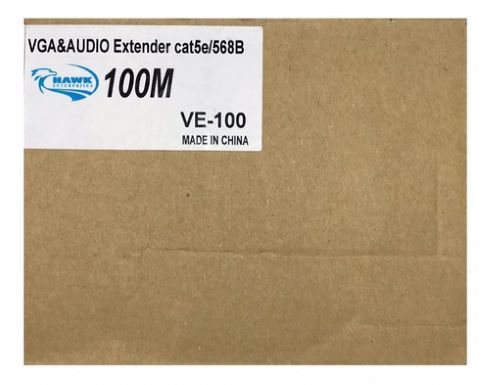 VGA&AUDIO Extender cat5e/568B
HAWK
ENTERPRISES
100M
VE-100
MADE IN CHINA